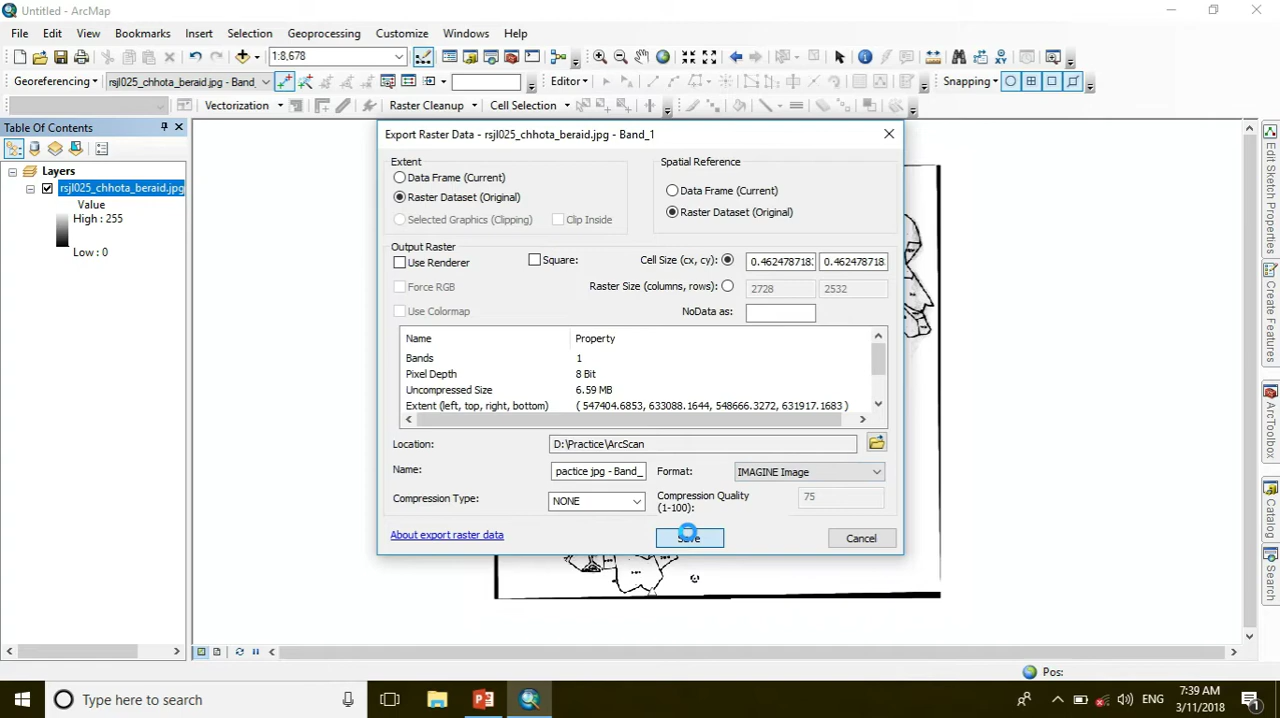 Untitled - ArcMap
File Edit View Bookmarks Insert Selection Geoprocessing Customize Windows Help
1:8,678
Georeferencing rsjl025_chhota_beraid.jpg - Band_ Editor Snapping
Vectorization Raster Cleanup Cell Selection
Table Of Contents
Layers
rsjl025_chhota_beraid.jpg
Value
High : 255
Low : 0
Export Raster Data - rsjl025_chhota_beraid.jpg - Band_1
Extent
Data Frame (Current)
Raster Dataset (Original)
Selected Graphics (Clipping) Clip Inside
Spatial Reference
Data Frame (Current)
Raster Dataset (Original)
Output Raster
Use Renderer Square: Cell Size (cx, cy): 0.462478718 0.462478718
Force RGB Raster Size (columns, rows): 2728 2532
Use Colormap NoData as:
Name Property
Bands 1
Pixel Depth 8 Bit
Uncompressed Size 6.59 MB
Extent (left, top, right, bottom) ( 547404.6853, 633088.1644, 548666.3272, 631917.1683 )
Location: D:\Practice\ArcScan
Name: pactice jpg - Band_ Format: IMAGINE Image
Compression Type: NONE Compression Quality
(1-100): 75
About export raster data Save Cancel
Edit Sketch Properties
Create Features
ArcToolbox
Catalog
Search
Pos:
Type here to search
ENG
7:39 AM
3/11/2018
1